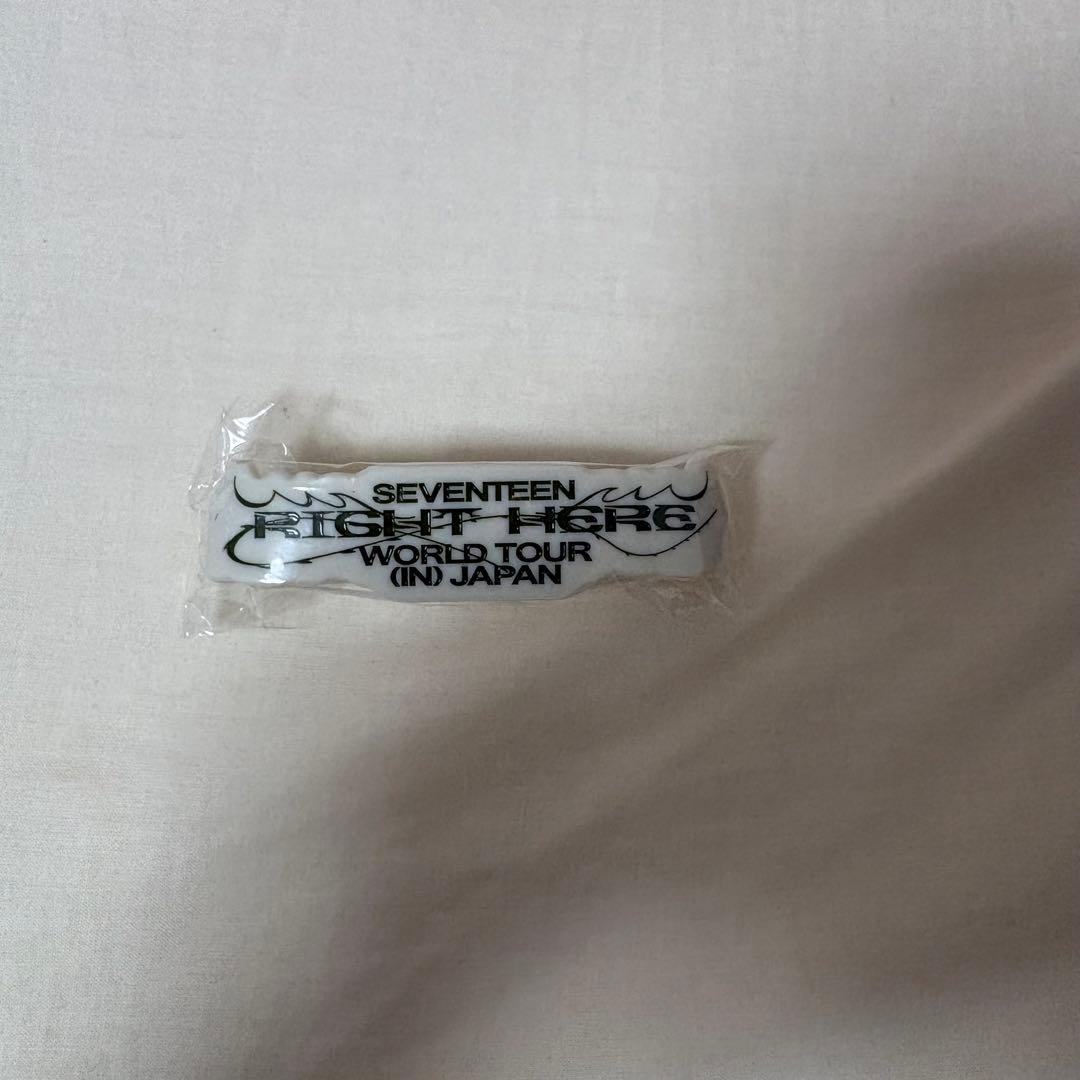 SEVENTEEN
RIGHT HERE
WORLD TOUR
(IN) JAPAN